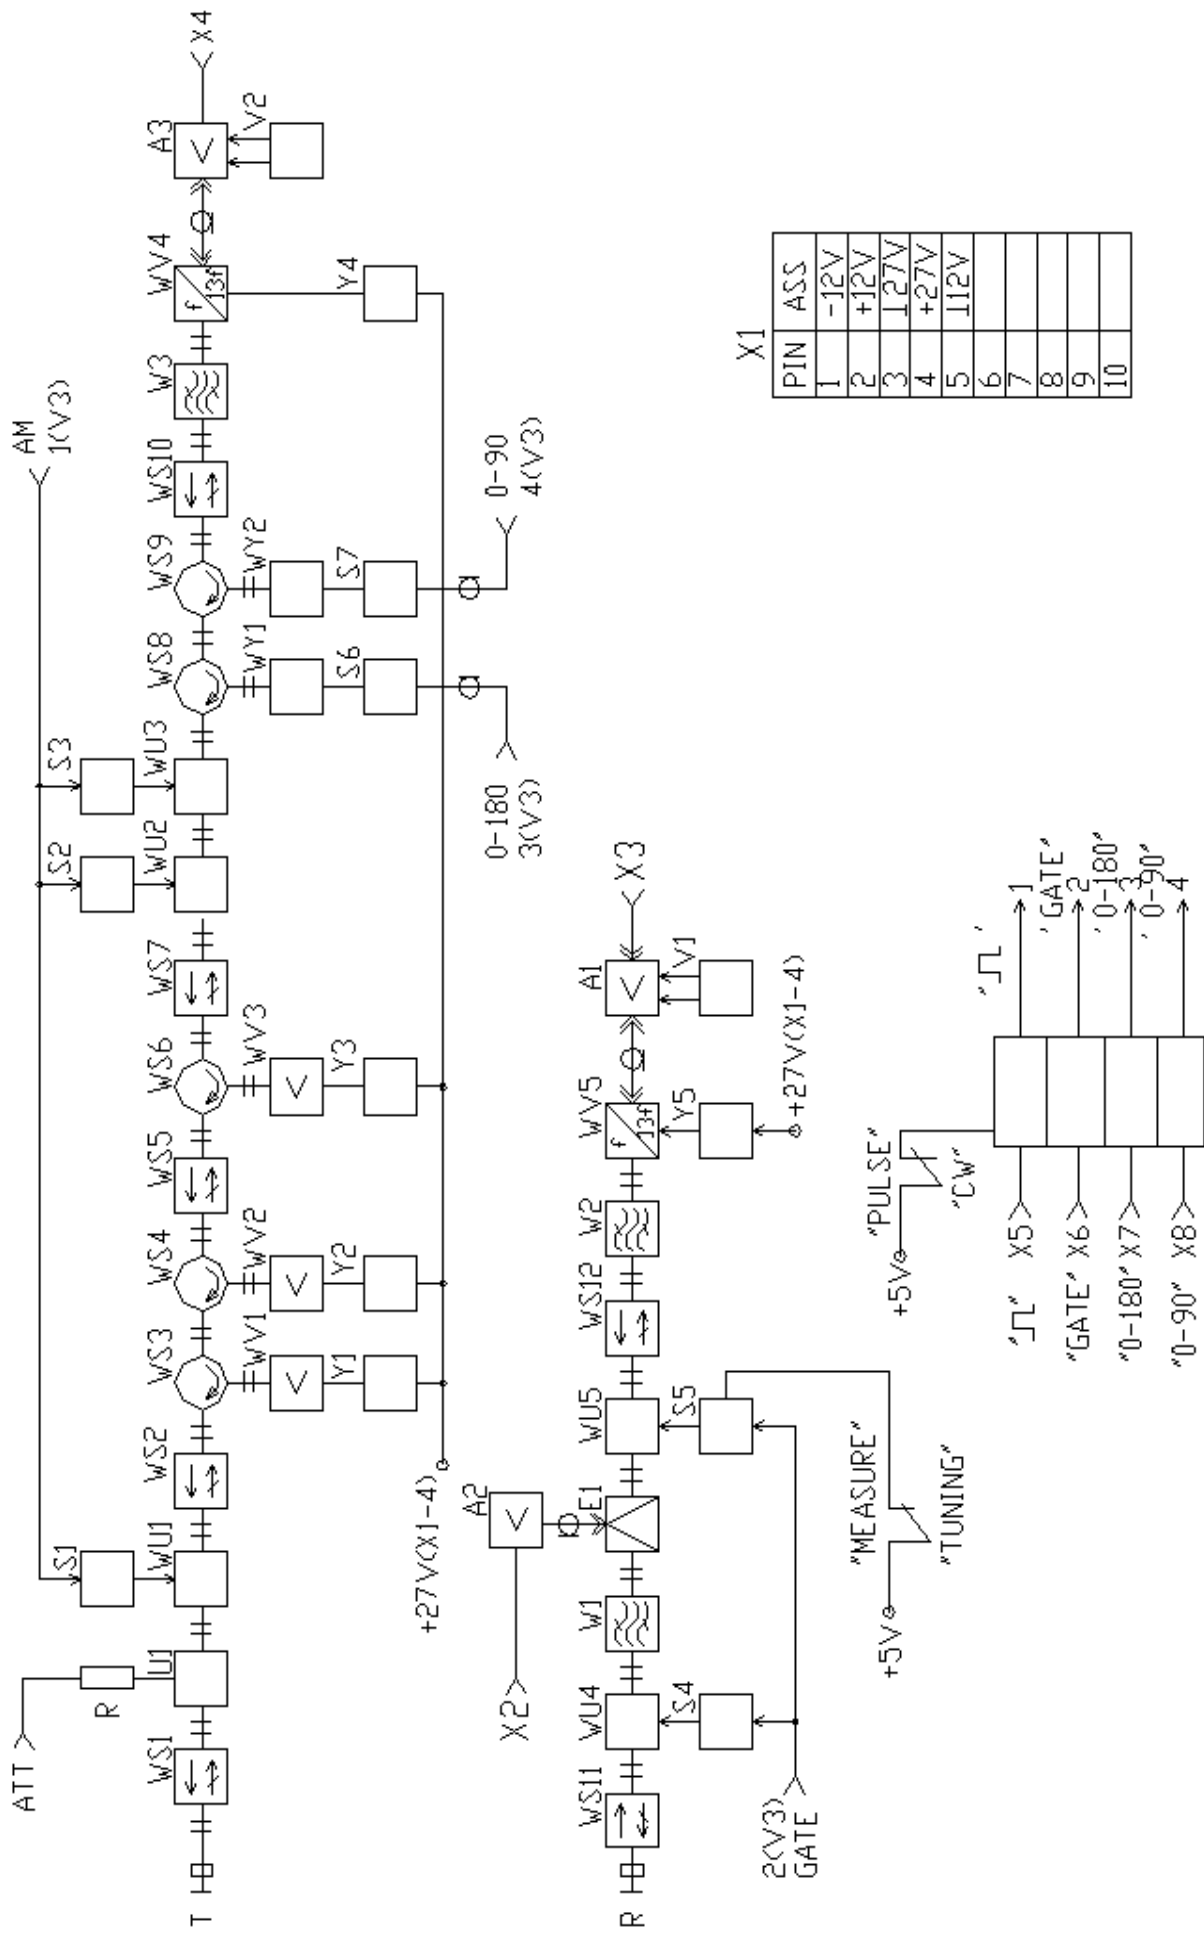 ATT
R
AM
1(V3)
S1
S2
S3
T
WS1
U1
WU1
WS2
WS3
WS4
WS5
WS6
WS7
WU2
WU3
WS8
WS9
WS10
W3
WV4
A3
X4
f
13f
WV1
WV2
WV3
WY1
WY2
V2
Y1
Y2
Y3
S6
S7
Y4
+27V(X1-4)
0-180
3(V3)
0-90
4(V3)
X2
A2
R
WS11
WU4
W1
E1
WU5
WS12
W2
WV5
A1
X3
f
13f
S4
S5
Y5
V1
2(V3)
GATE
+27V(X1-4)
"MEASURE"
+5V
"TUNING"
X1
PIN ASS
1 -12V
2 +12V
3 ⊥27V
4 +27V
5 ⊥12V
6
7
8
9
10
"PULSE"
+5V
"CW"
"⎍" X5
"GATE" X6
"0-180" X7
"0-90" X8
"⎍'
1
'GATE"
2
'0-180"
3
'0-90"
4